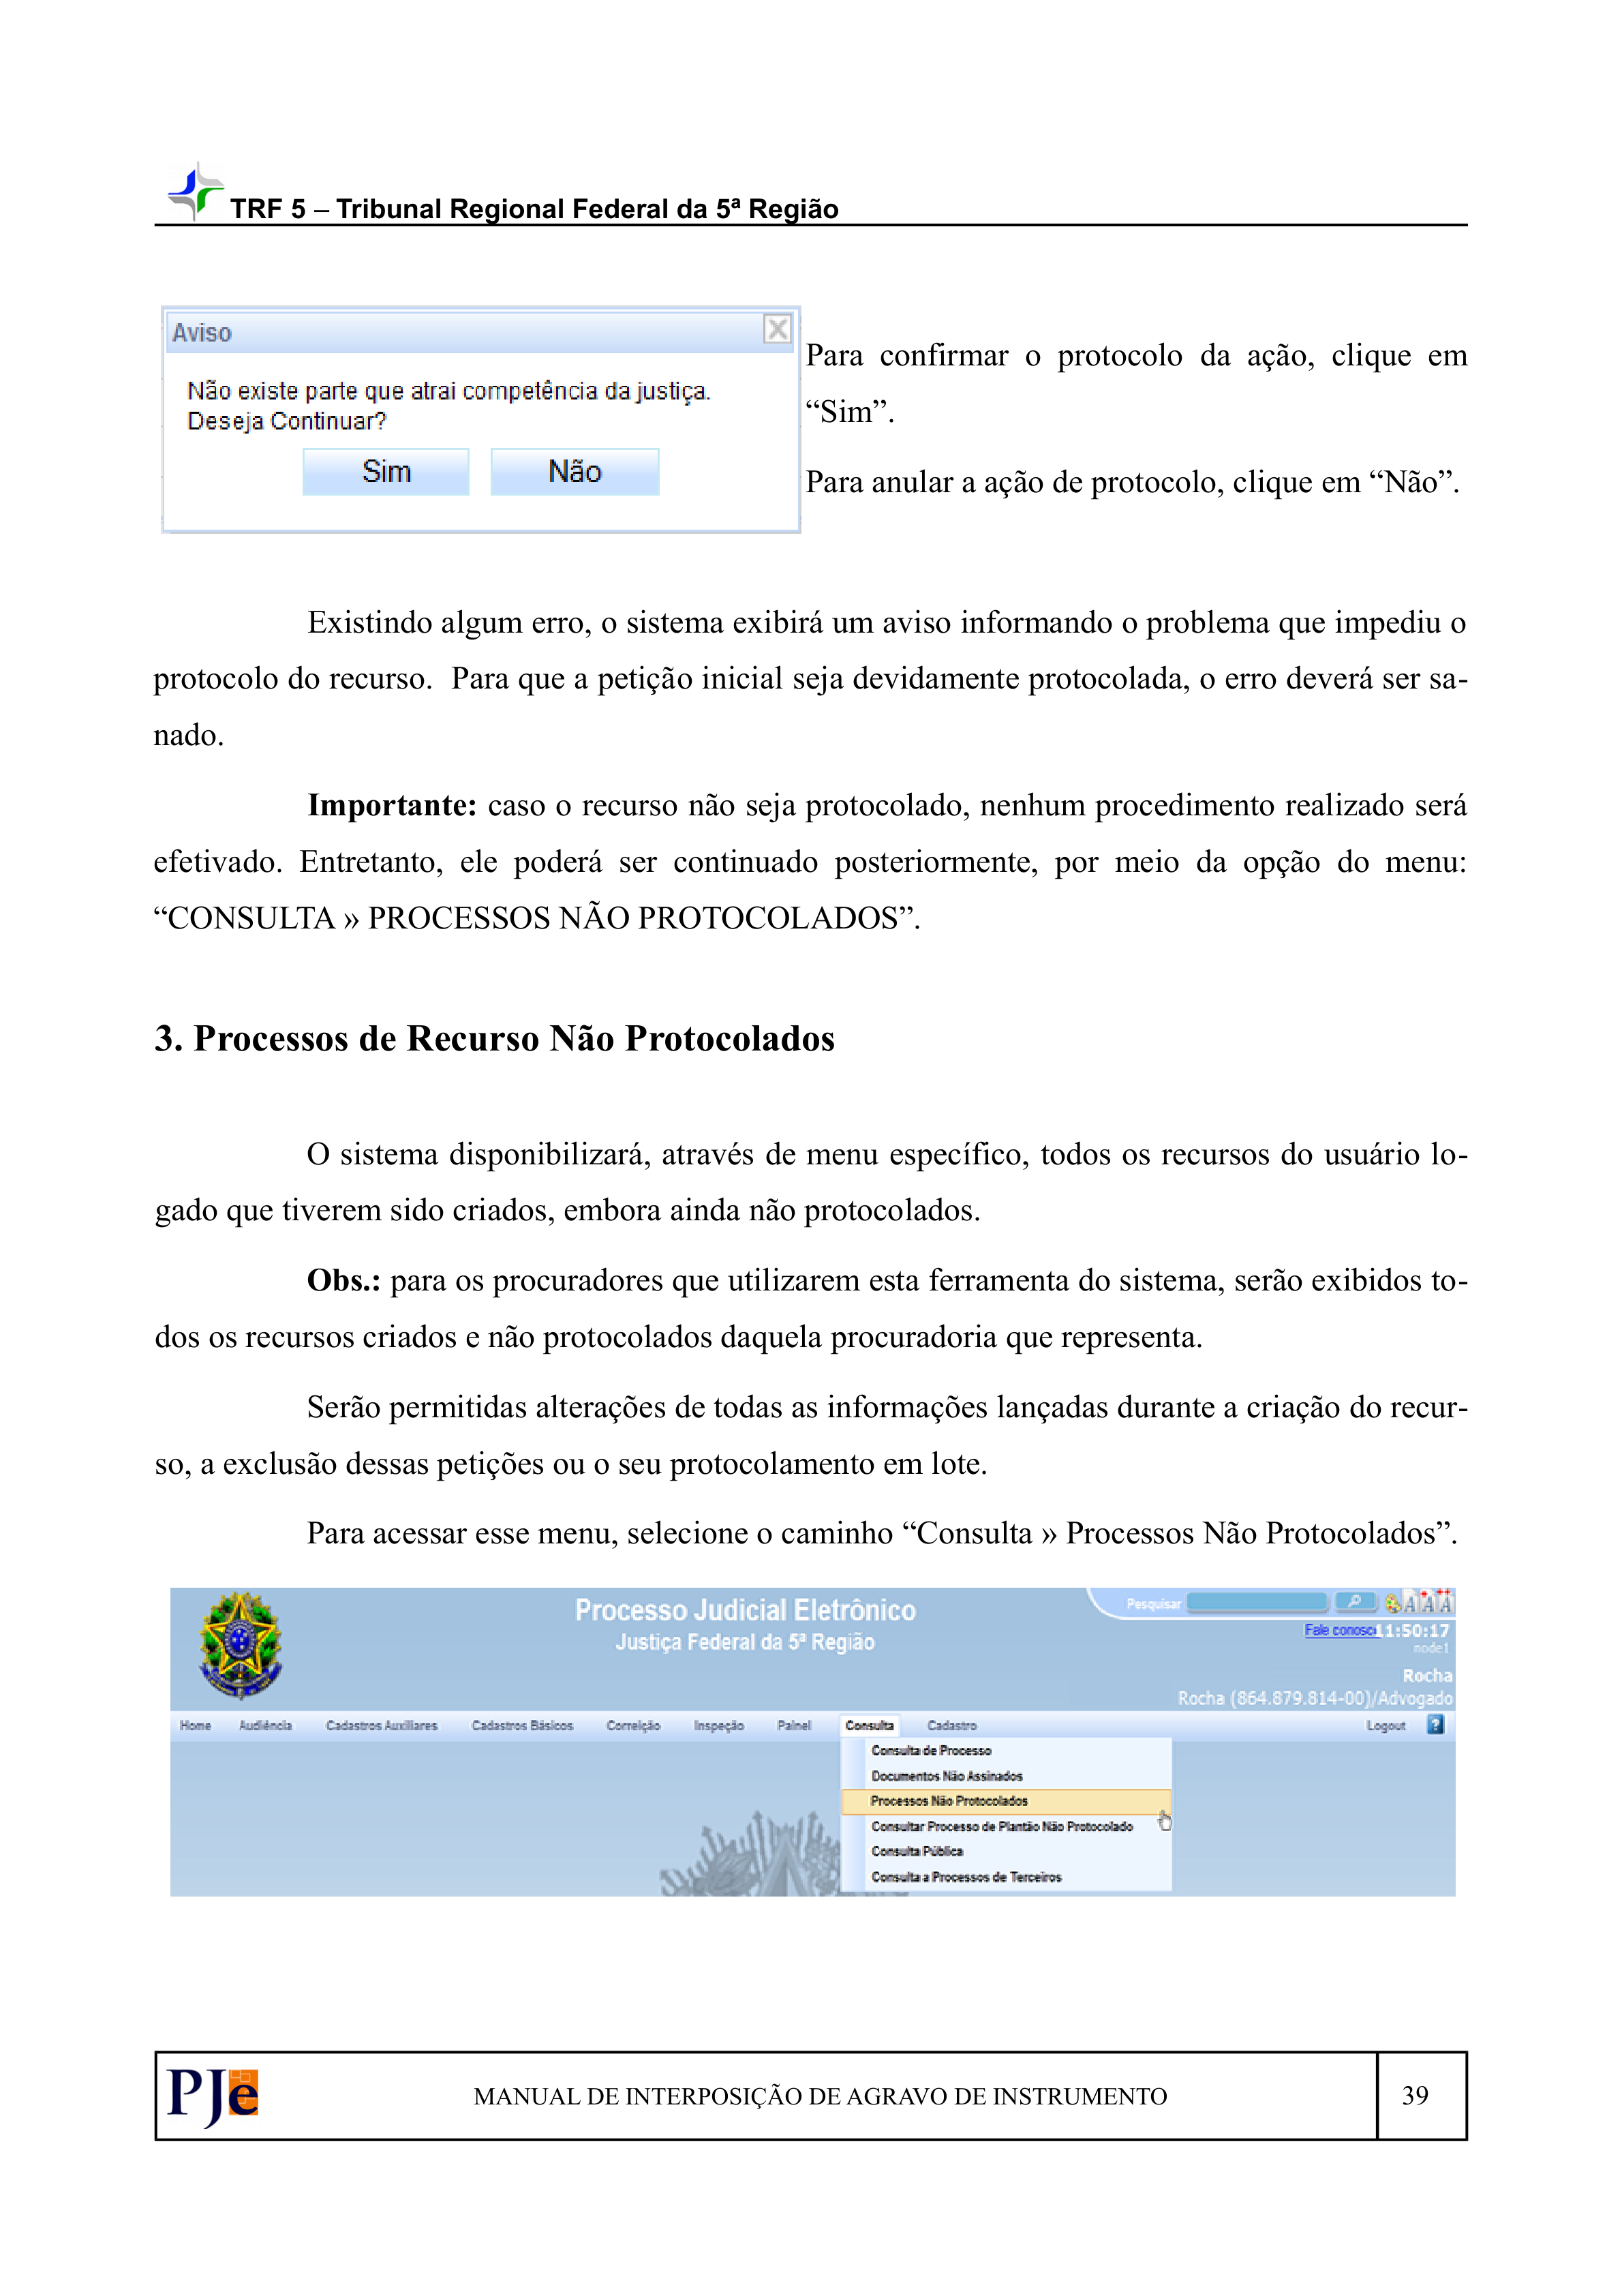 TRF 5 – Tribunal Regional Federal da 5ª Região
Aviso
Não existe parte que atrai competência da justiça.
Deseja Continuar?
Sim Não
Para confirmar o protocolo da ação, clique em
“Sim”.
Para anular a ação de protocolo, clique em “Não”.
Existindo algum erro, o sistema exibirá um aviso informando o problema que impediu o
protocolo do recurso.  Para que a petição inicial seja devidamente protocolada, o erro deverá ser sa-
nado.
Importante: caso o recurso não seja protocolado, nenhum procedimento realizado será
efetivado. Entretanto, ele poderá ser continuado posteriormente, por meio da opção do menu:
“CONSULTA » PROCESSOS NÃO PROTOCOLADOS”.
3. Processos de Recurso Não Protocolados
O sistema disponibilizará, através de menu específico, todos os recursos do usuário lo-
gado que tiverem sido criados, embora ainda não protocolados.
Obs.: para os procuradores que utilizarem esta ferramenta do sistema, serão exibidos to-
dos os recursos criados e não protocolados daquela procuradoria que representa.
Serão permitidas alterações de todas as informações lançadas durante a criação do recur-
so, a exclusão dessas petições ou o seu protocolamento em lote.
Para acessar esse menu, selecione o caminho “Consulta » Processos Não Protocolados”.
Processo Judicial Eletrônico
Justiça Federal da 5ª Região
Pesquisar A A A
Fale conosco 11:50:17
node1
Rocha
Rocha (864.879.814-00)/Advogado
Home Audiência Cadastros Auxiliares Cadastros Básicos Correição Inspeção Painel Consulta Cadastro Logout ?
Consulta de Processo
Documentos Não Assinados
Processos Não Protocolados
Consultar Processo de Plantão Não Protocolado
Consulta Pública
Consulta a Processos de Terceiros
PJe
MANUAL DE INTERPOSIÇÃO DE AGRAVO DE INSTRUMENTO
39